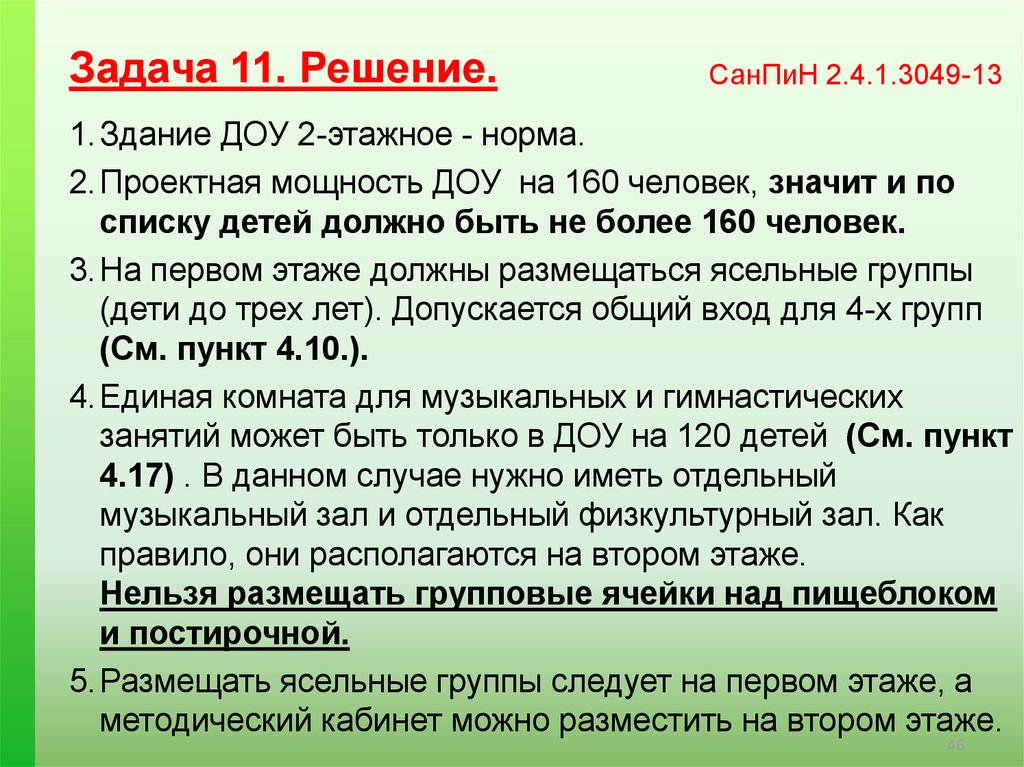 Задача 11. Решение.
СанПиН 2.4.1.3049-13
1. Здание ДОУ 2-этажное - норма.
2. Проектная мощность ДОУ на 160 человек, значит и по
списку детей должно быть не более 160 человек.
3. На первом этаже должны размещаться ясельные группы
(дети до трех лет). Допускается общий вход для 4-х групп
(См. пункт 4.10.).
4. Единая комната для музыкальных и гимнастических
занятий может быть только в ДОУ на 120 детей (См. пункт
4.17) . В данном случае нужно иметь отдельный
музыкальный зал и отдельный физкультурный зал. Как
правило, они располагаются на втором этаже.
Нельзя размещать групповые ячейки над пищеблоком
и постирочной.
5. Размещать ясельные группы следует на первом этаже, а
методический кабинет можно разместить на втором этаже.
46